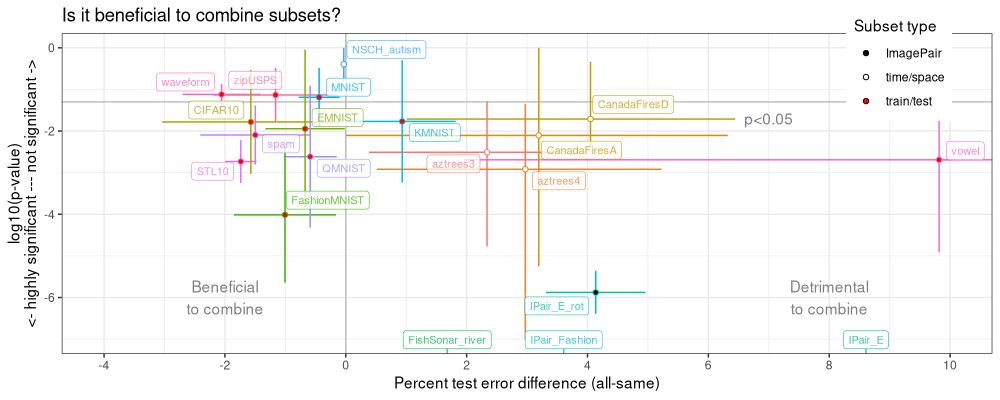 Is it beneficial to combine subsets?
Subset type
ImagePair
time/space
train/test
log10(p-value)
<- highly significant --- not significant ->
0
-2
-4
-6
NSCH_autism
waveform
zipUSPS
MNIST
CIFAR10
EMNIST
CanadaFiresD
p<0.05
KMNIST
spam
CanadaFiresA
vowel
STL10
QMNIST
aztrees3
aztrees4
FashionMNIST
Beneficial
to combine
Detrimental
to combine
IPair_E_rot
FishSonar_river
IPair_Fashion
IPair_E
-4
-2
0
2
4
6
8
10
Percent test error difference (all-same)